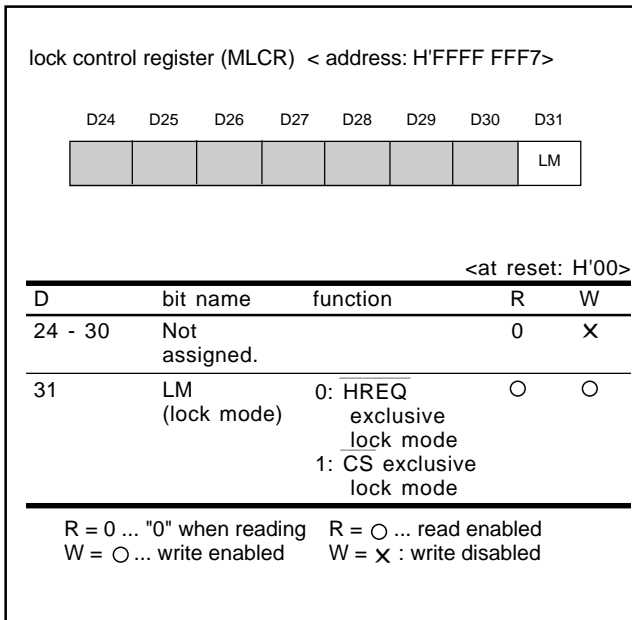 lock control register (MLCR) < address: H'FFFF FFF7>
D24 D25 D26 D27 D28 D29 D30 D31
LM
<at reset: H'00>
D bit name function R W
24 - 30 Not assigned. 0 ×
31 LM (lock mode) 0: HREQ exclusive lock mode ○ ○
1: CS exclusive lock mode
R = 0 ... "0" when reading R = ○ ... read enabled
W = ○ ... write enabled W = × : write disabled